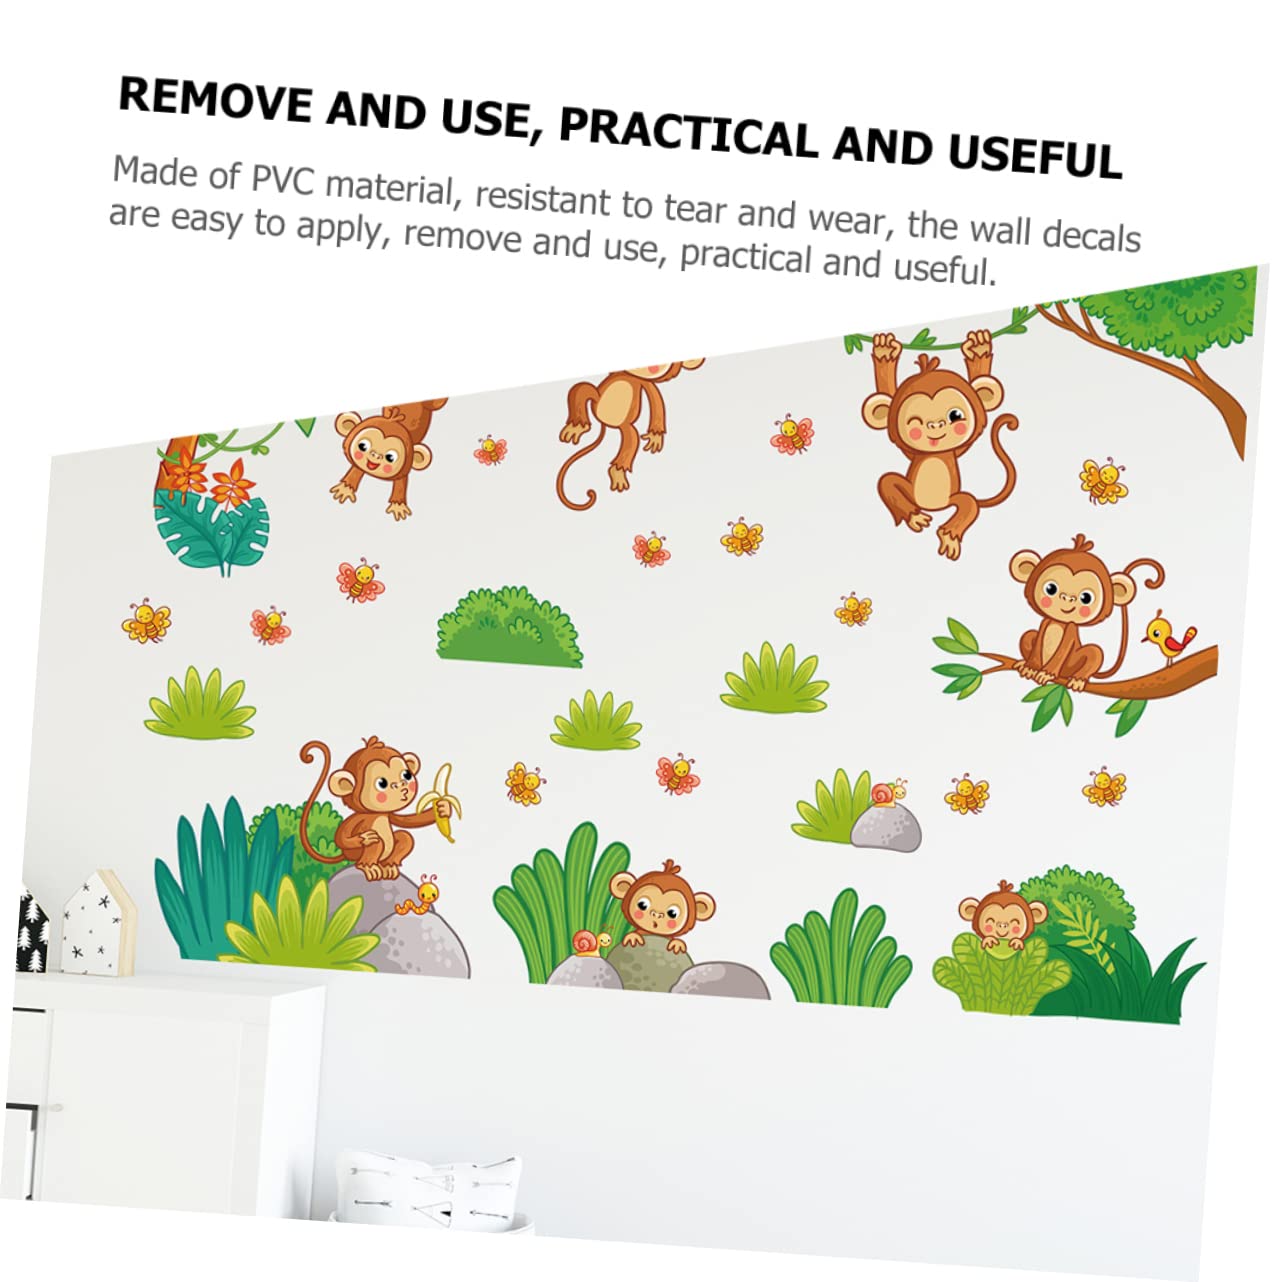 REMOVE AND USE, PRACTICAL AND USEFUL
Made of PVC material, resistant to tear and wear, the wall decals
are easy to apply, remove and use, practical and useful.